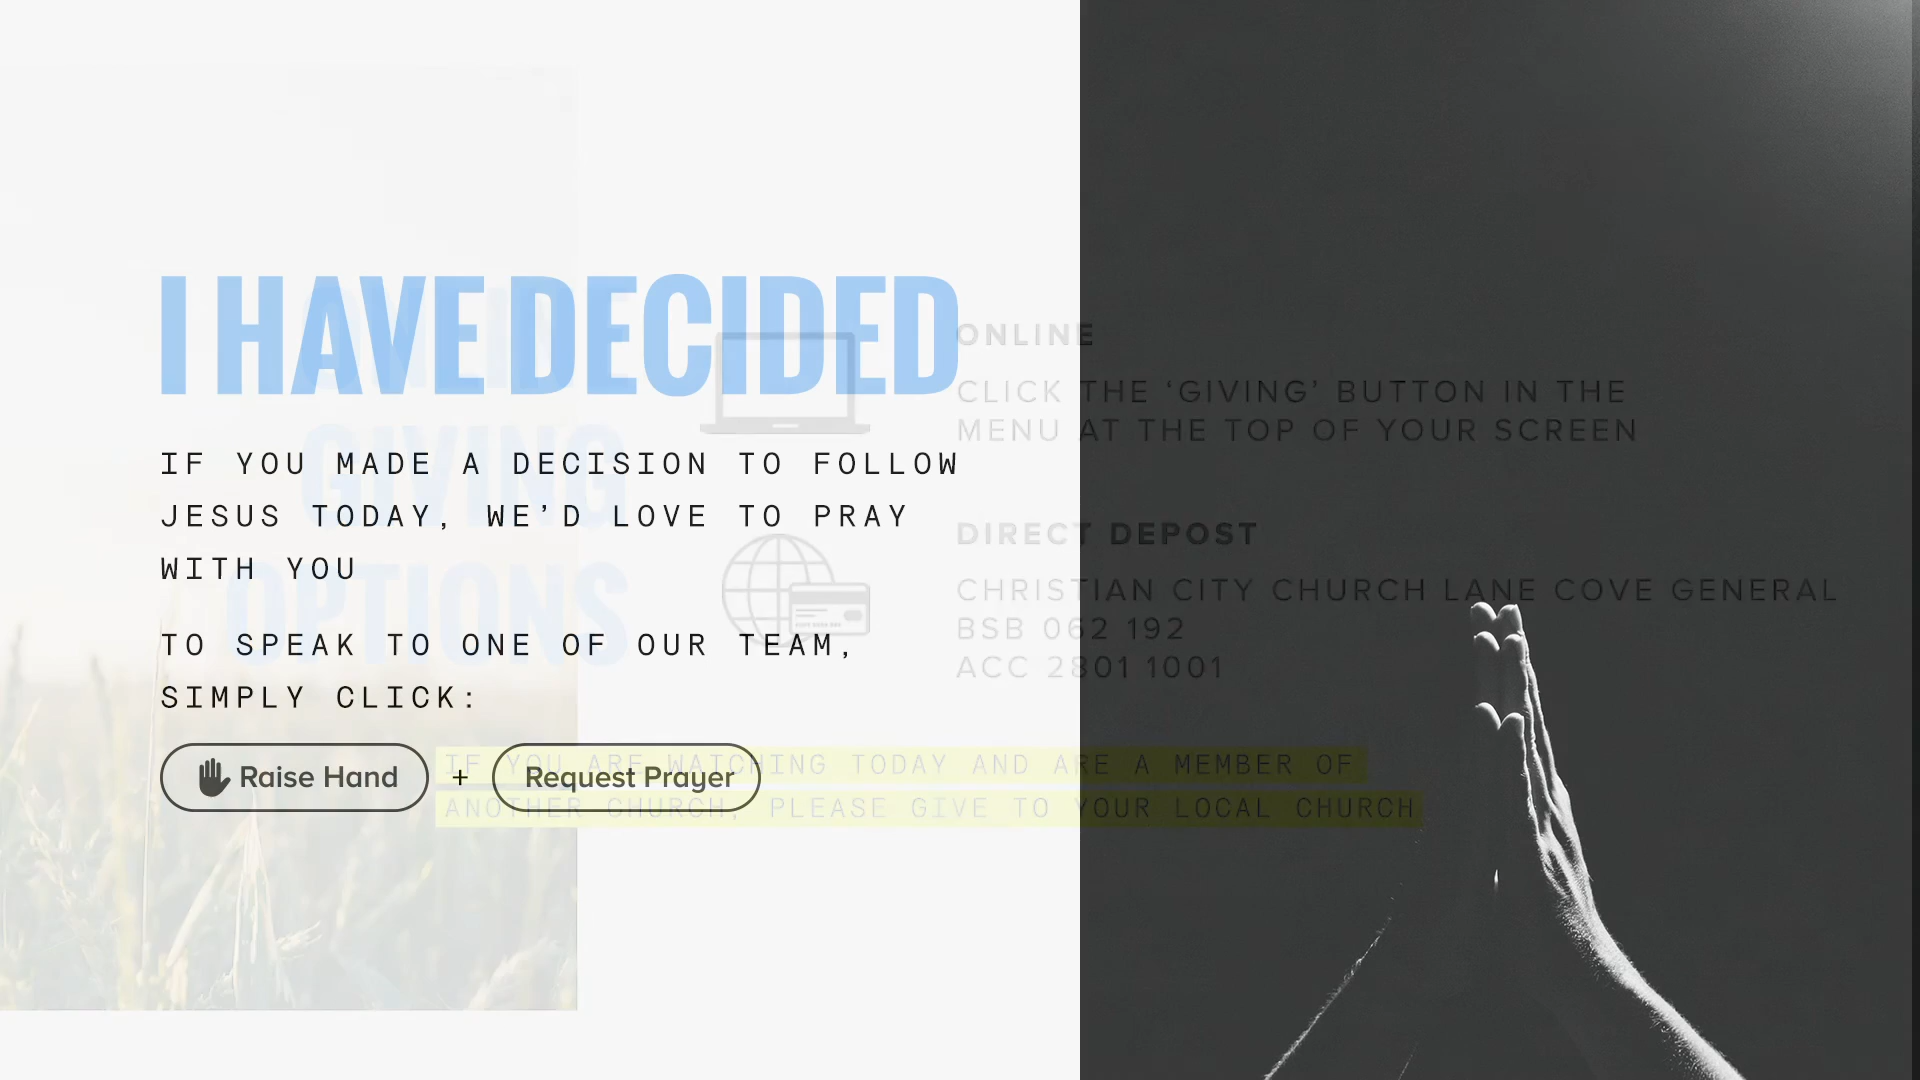 I HAVE DECIDED
IF YOU MADE A DECISION TO FOLLOW
JESUS TODAY, WE’D LOVE TO PRAY
WITH YOU
TO SPEAK TO ONE OF OUR TEAM,
SIMPLY CLICK:
Raise Hand + Request Prayer
GIVING
OPTIONS
ONLINE
CLICK THE ‘GIVING’ BUTTON IN THE
MENU AT THE TOP OF YOUR SCREEN
DIRECT DEPOST
CHRISTIAN CITY CHURCH LANE COVE GENERAL
BSB 062 192
ACC 2801 1001
IF YOU ARE WATCHING TODAY AND ARE A MEMBER OF
ANOTHER CHURCH, PLEASE GIVE TO YOUR LOCAL CHURCH